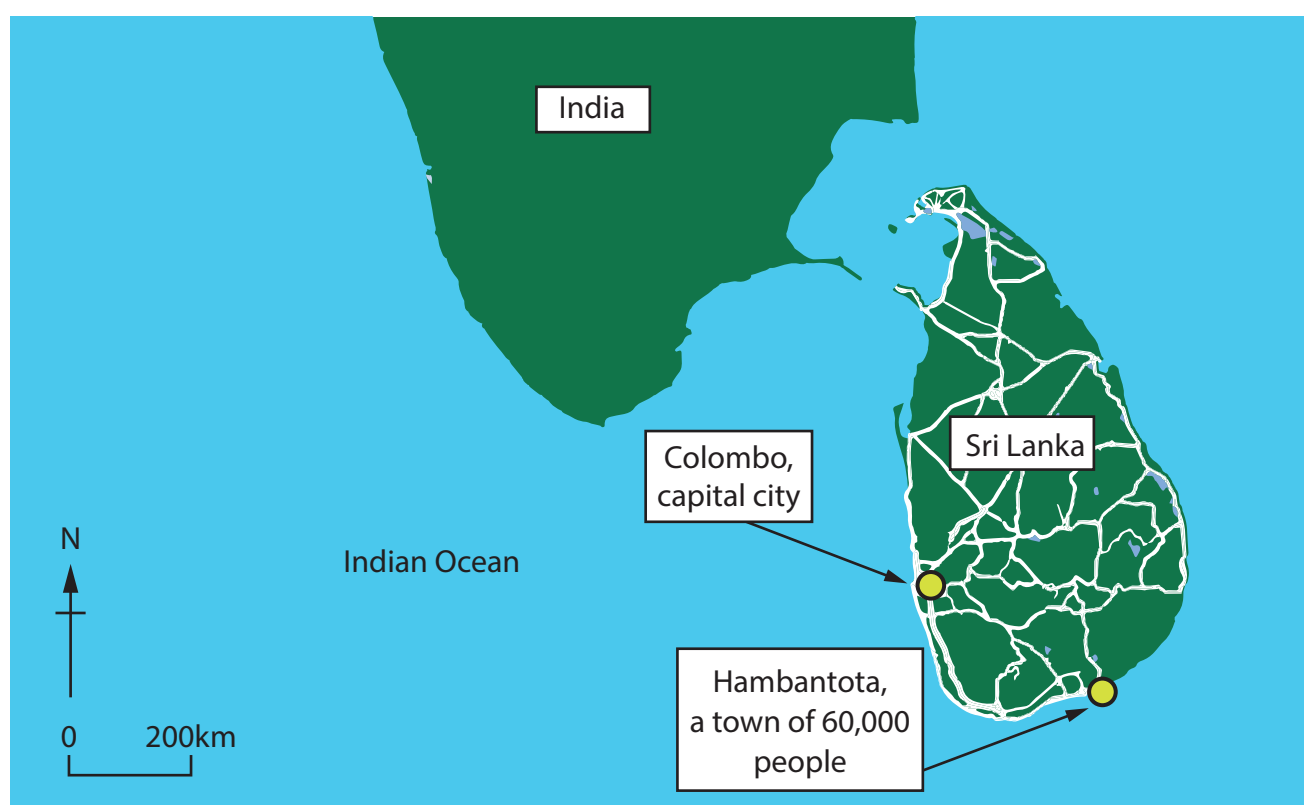 India
Sri Lanka
Colombo,
capital city
N
Indian Ocean
Hambantota,
a town of 60,000
people
0 200km